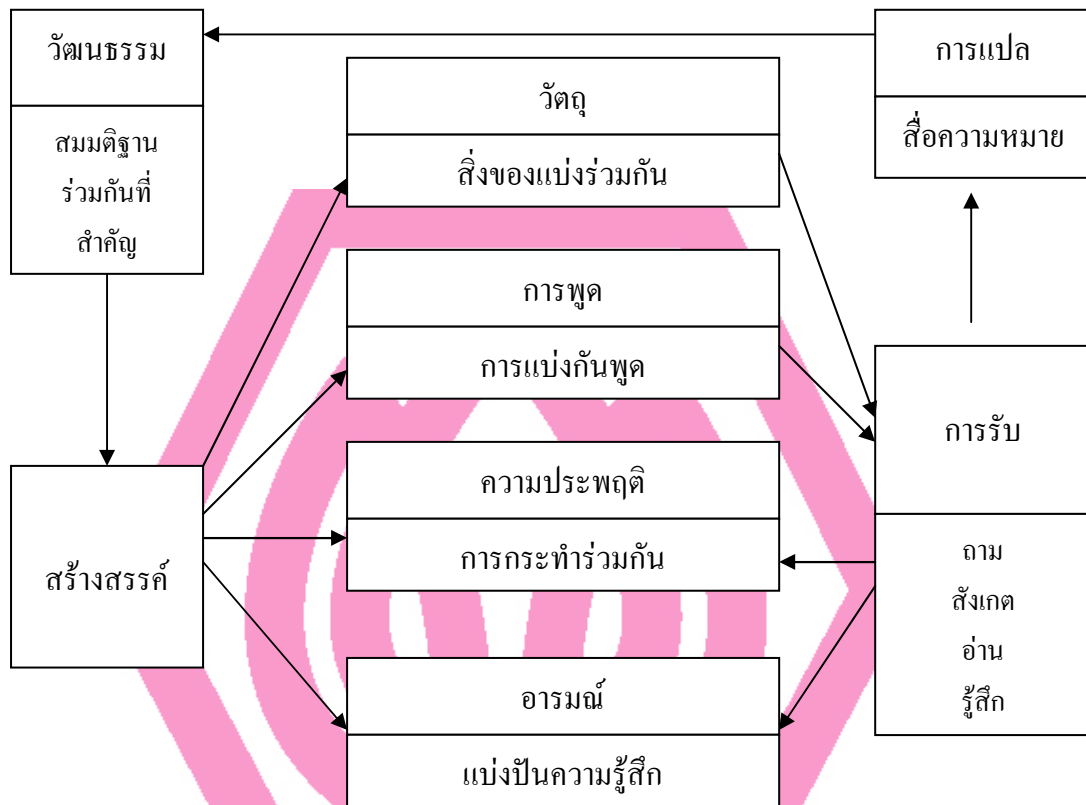 วัฒนธรรม
สมมติฐาน
ร่วมกันที่
สำคัญ
สร้างสรรค์
วัตถุ
สิ่งของแบ่งร่วมกัน
การพูด
การแบ่งกันพูด
ความประพฤติ
การกระทำร่วมกัน
อารมณ์
แบ่งปันความรู้สึก
การแปล
สื่อความหมาย
การรับ
ถาม
สังเกต
อ่าน
รู้สึก